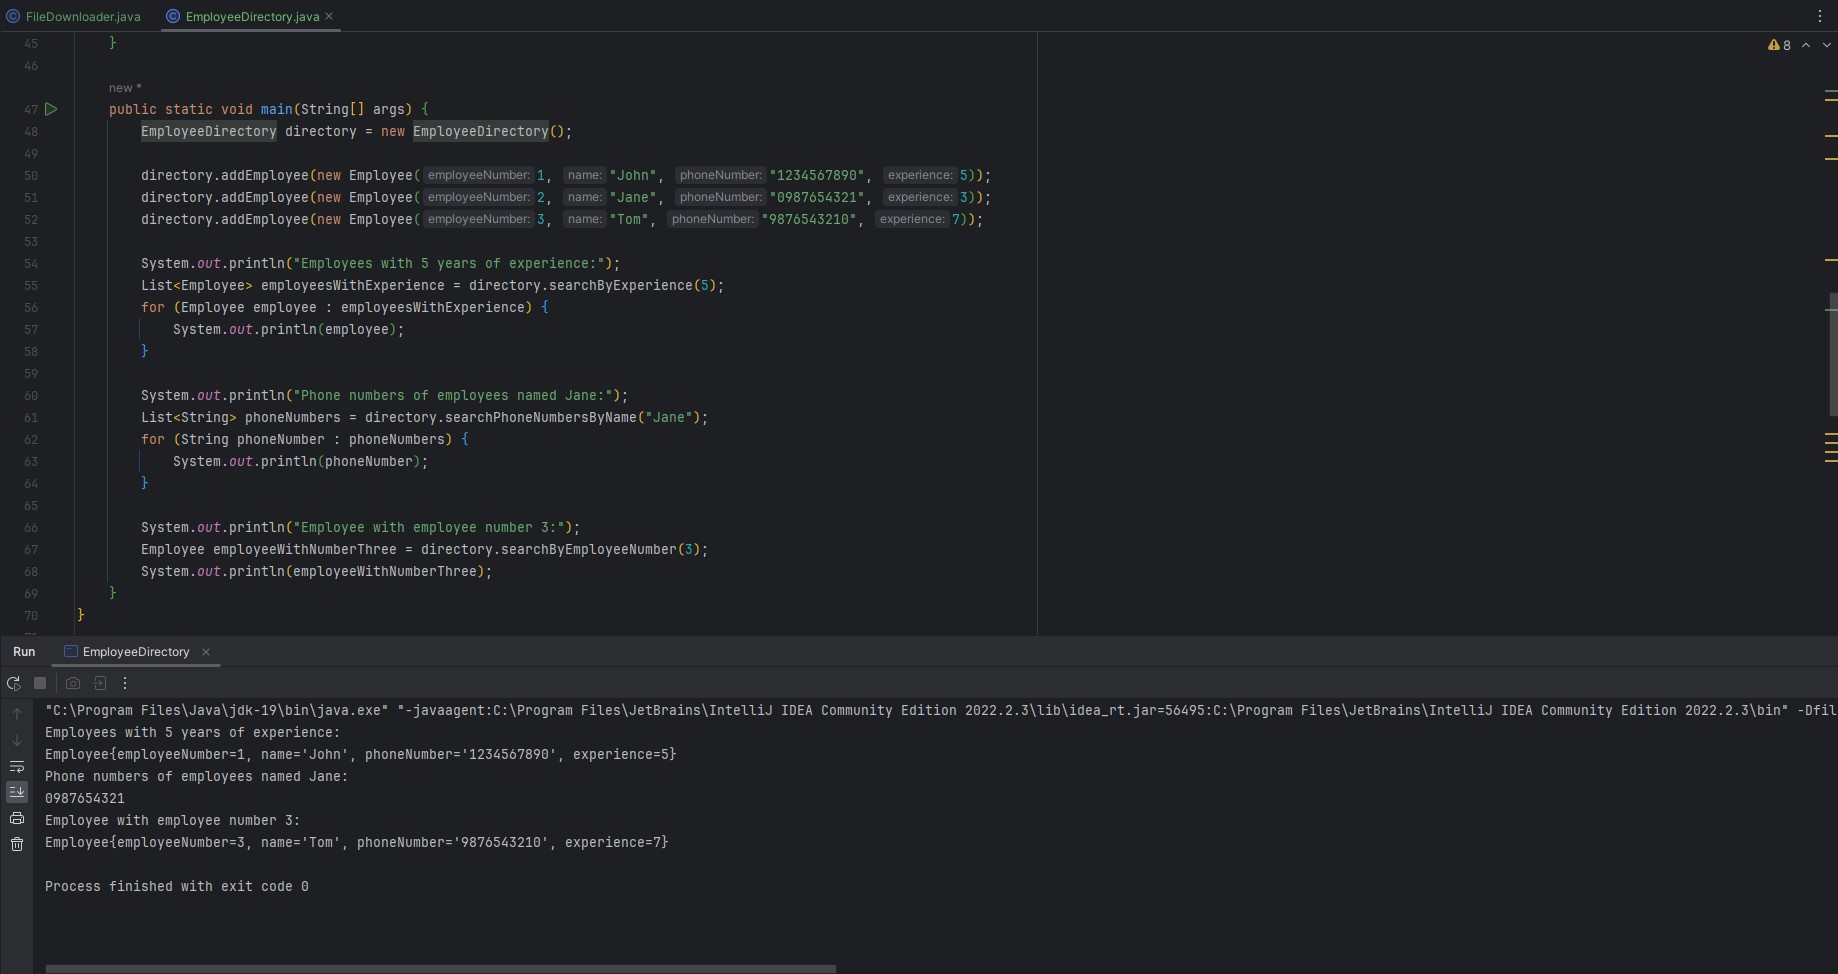 FileDownloader.java EmployeeDirectory.java
8
45 }
46
new *
47 public static void main(String[] args) {
48 EmployeeDirectory directory = new EmployeeDirectory();
49
50 directory.addEmployee(new Employee( employeeNumber: 1, name: "John", phoneNumber: "1234567890", experience: 5));
51 directory.addEmployee(new Employee( employeeNumber: 2, name: "Jane", phoneNumber: "0987654321", experience: 3));
52 directory.addEmployee(new Employee( employeeNumber: 3, name: "Tom", phoneNumber: "9876543210", experience: 7));
53
54 System.out.println("Employees with 5 years of experience:");
55 List<Employee> employeesWithExperience = directory.searchByExperience(5);
56 for (Employee employee : employeesWithExperience) {
57 System.out.println(employee);
58 }
59
60 System.out.println("Phone numbers of employees named Jane:");
61 List<String> phoneNumbers = directory.searchPhoneNumbersByName("Jane");
62 for (String phoneNumber : phoneNumbers) {
63 System.out.println(phoneNumber);
64 }
65
66 System.out.println("Employee with employee number 3:");
67 Employee employeeWithNumberThree = directory.searchByEmployeeNumber(3);
68 System.out.println(employeeWithNumberThree);
69 }
70 }
Run EmployeeDirectory
"C:\Program Files\Java\jdk-19\bin\java.exe" "-javaagent:C:\Program Files\JetBrains\IntelliJ IDEA Community Edition 2022.2.3\lib\idea_rt.jar=56495:C:\Program Files\JetBrains\IntelliJ IDEA Community Edition 2022.2.3\bin" -Dfil
Employees with 5 years of experience:
Employee{employeeNumber=1, name='John', phoneNumber='1234567890', experience=5}
Phone numbers of employees named Jane:
0987654321
Employee with employee number 3:
Employee{employeeNumber=3, name='Tom', phoneNumber='9876543210', experience=7}
Process finished with exit code 0